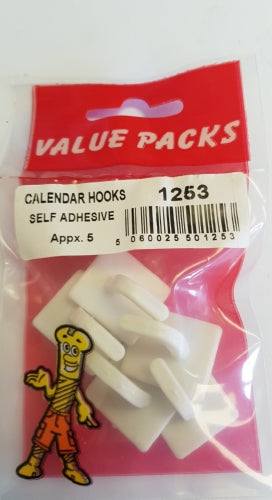 VALUE PACKS
CALENDAR HOOKS 1253
SELF ADHESIVE
Appx. 5
5 060025 501253